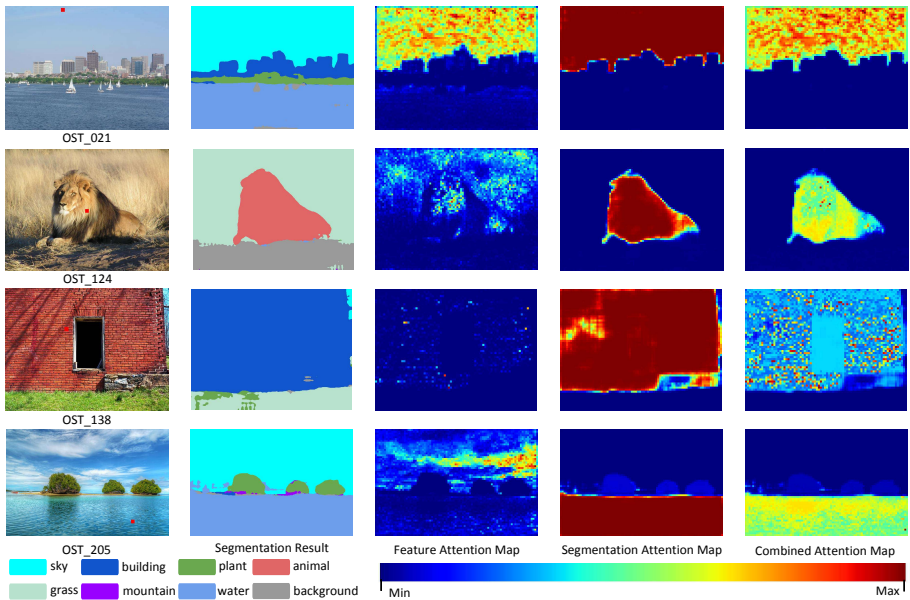 OST_021
OST_124
OST_138
OST_205
Segmentation Result
Feature Attention Map
Segmentation Attention Map
Combined Attention Map
sky
building
plant
animal
grass
mountain
water
background
Min
Max